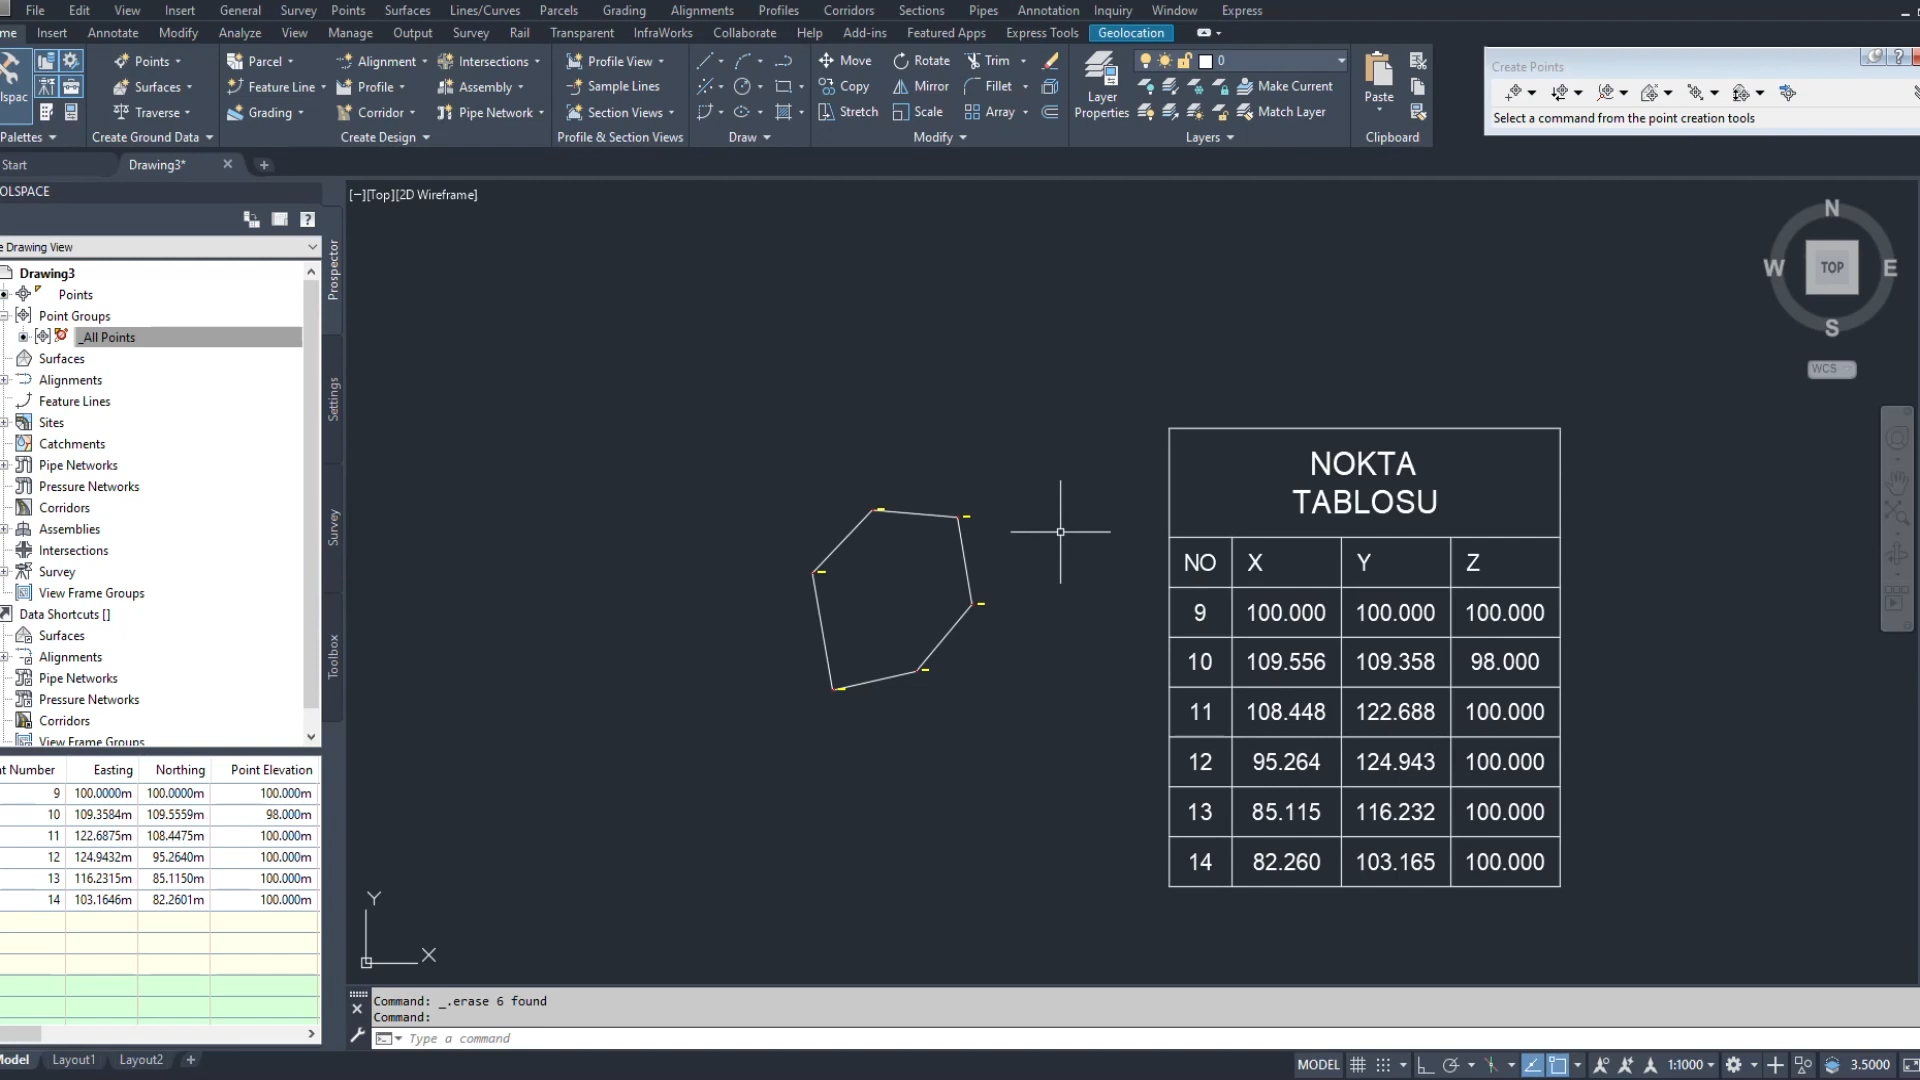 File Edit View Insert General Survey Points Surfaces Lines/Curves Parcels Grading Alignments Profiles Corridors Sections Pipes Annotation Inquiry Window Express
me Insert Annotate Modify Analyze View Manage Output Survey Rail Transparent InfraWorks Collaborate Help Add-ins Featured Apps Express Tools Geolocation
Points Parcel Alignment Intersections Profile View Move Rotate Trim 0
Surfaces Feature Line Profile Assembly Sample Lines Copy Mirror Fillet Make Current
lspac Traverse Grading Corridor Pipe Network Section Views Stretch Scale Array Layer Properties Match Layer Paste
Palettes Create Ground Data Create Design Profile & Section Views Draw Modify Layers Clipboard
Create Points
Select a command from the point creation tools
Start Drawing3*
OLSPACE
e Drawing View
Drawing3
Points
Point Groups
_All Points
Surfaces
Alignments
Feature Lines
Sites
Catchments
Pipe Networks
Pressure Networks
Corridors
Assemblies
Intersections
Survey
View Frame Groups
Data Shortcuts []
Surfaces
Alignments
Pipe Networks
Pressure Networks
Corridors
View Frame Groups
Prospector
Settings
Survey
Toolbox
nt Number Easting Northing Point Elevation
9 100.0000m 100.0000m 100.000m
10 109.3584m 109.5559m 98.000m
11 122.6875m 108.4475m 100.000m
12 124.9432m 95.2640m 100.000m
13 116.2315m 85.1150m 100.000m
14 103.1646m 82.2601m 100.000m
[−][Top][2D Wireframe]
N
W TOP E
S
WCS
NOKTA
TABLOSU
NO X Y Z
9 100.000 100.000 100.000
10 109.556 109.358 98.000
11 108.448 122.688 100.000
12 95.264 124.943 100.000
13 85.115 116.232 100.000
14 82.260 103.165 100.000
Y
X
Command: _.erase 6 found
Command:
Type a command
Model Layout1 Layout2 +
MODEL 1:1000 3.5000